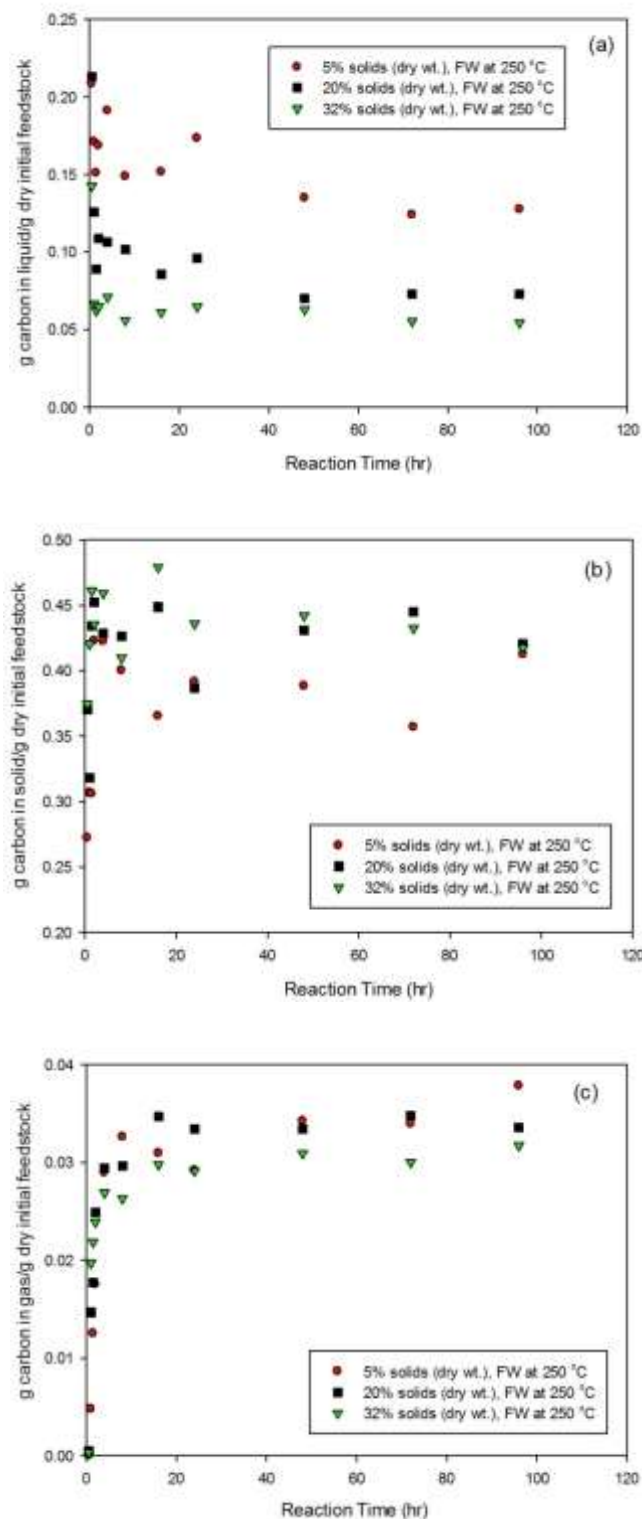 (a)
5% solids (dry wt.), FW at 250 °C
20% solids (dry wt.), FW at 250 °C
32% solids (dry wt.), FW at 250 °C
g carbon in liquid/g dry initial feedstock
0.25
0.20
0.15
0.10
0.05
0.00
0 20 40 60 80 100 120
Reaction Time (hr)
(b)
g carbon in solid/g dry initial feedstock
0.50
0.45
0.40
0.35
0.30
0.25
0.20
5% solids (dry wt.), FW at 250 °C
20% solids (dry wt.), FW at 250 °C
32% solids (dry wt.), FW at 250 °C
0 20 40 60 80 100 120
Reaction Time (hr)
(c)
g carbon in gas/g dry initial feedstock
0.04
0.03
0.02
0.01
0.00
5% solids (dry wt.), FW at 250 °C
20% solids (dry wt.), FW at 250 °C
32% solids (dry wt.), FW at 250 °C
0 20 40 60 80 100 120
Reaction Time (hr)